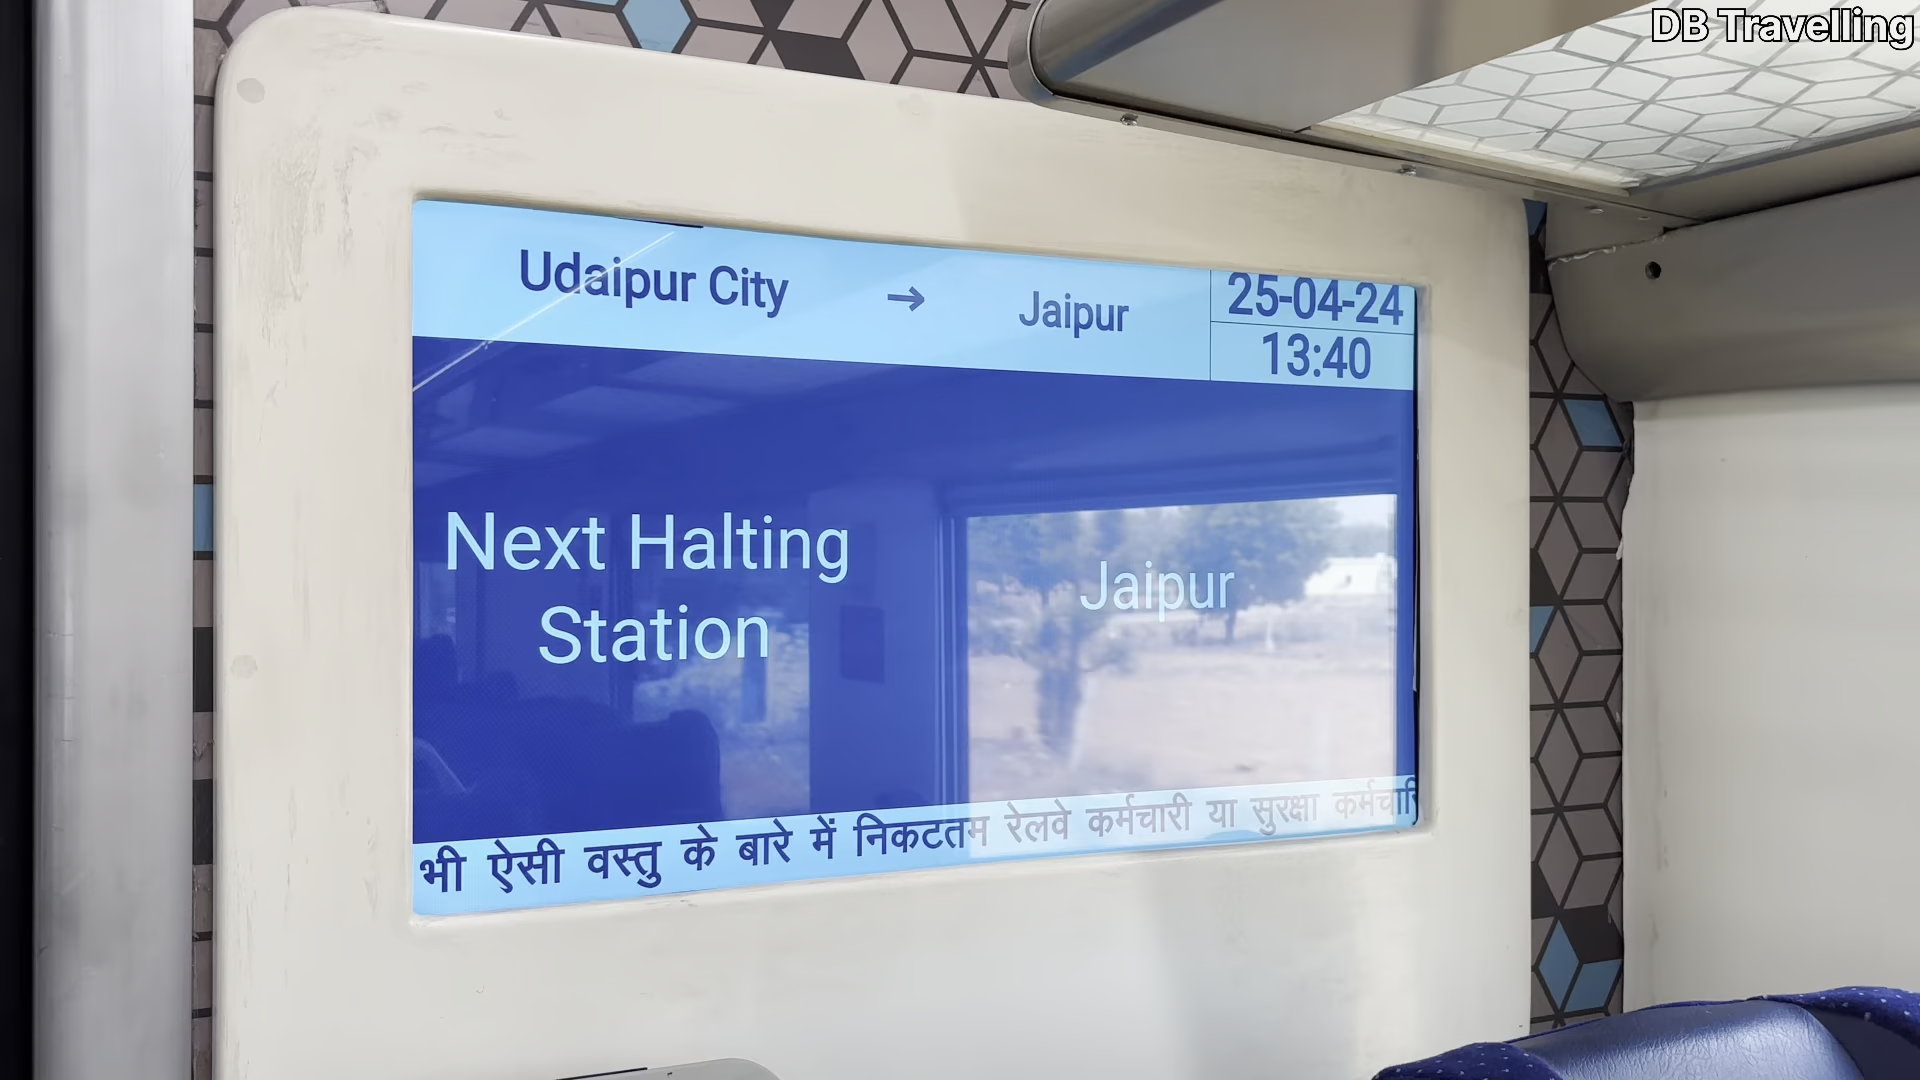 DB Travelling
Udaipur City → Jaipur
25-04-24
13:40
Next Halting
Station
Jaipur
भी ऐसी वस्तु के बारे में निकटतम रेलवे कर्मचारी या सुरक्षा